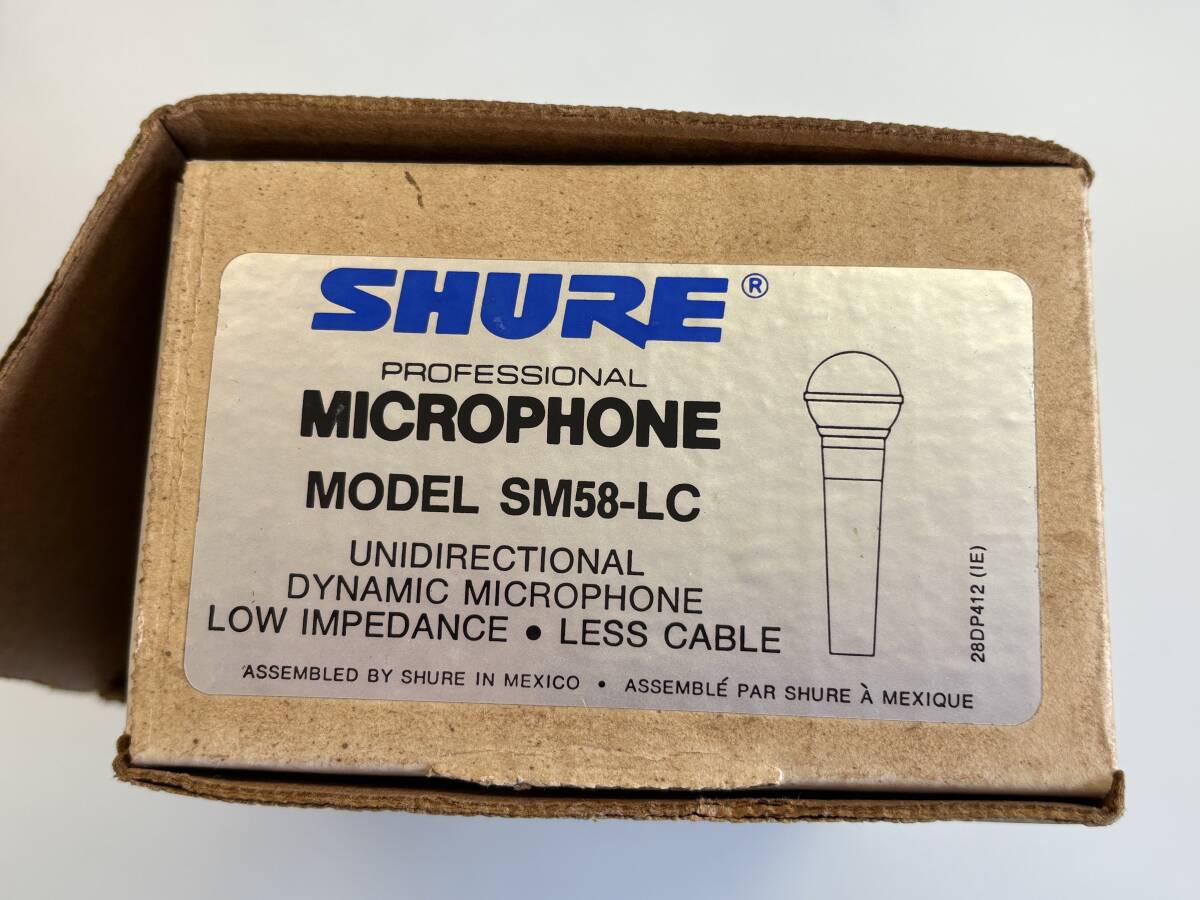 SHURE®
PROFESSIONAL
MICROPHONE
MODEL SM58-LC
UNIDIRECTIONAL
DYNAMIC MICROPHONE
LOW IMPEDANCE • LESS CABLE
ASSEMBLED BY SHURE IN MEXICO • ASSEMBLÉ PAR SHURE À MEXIQUE
28DP412 (IE)